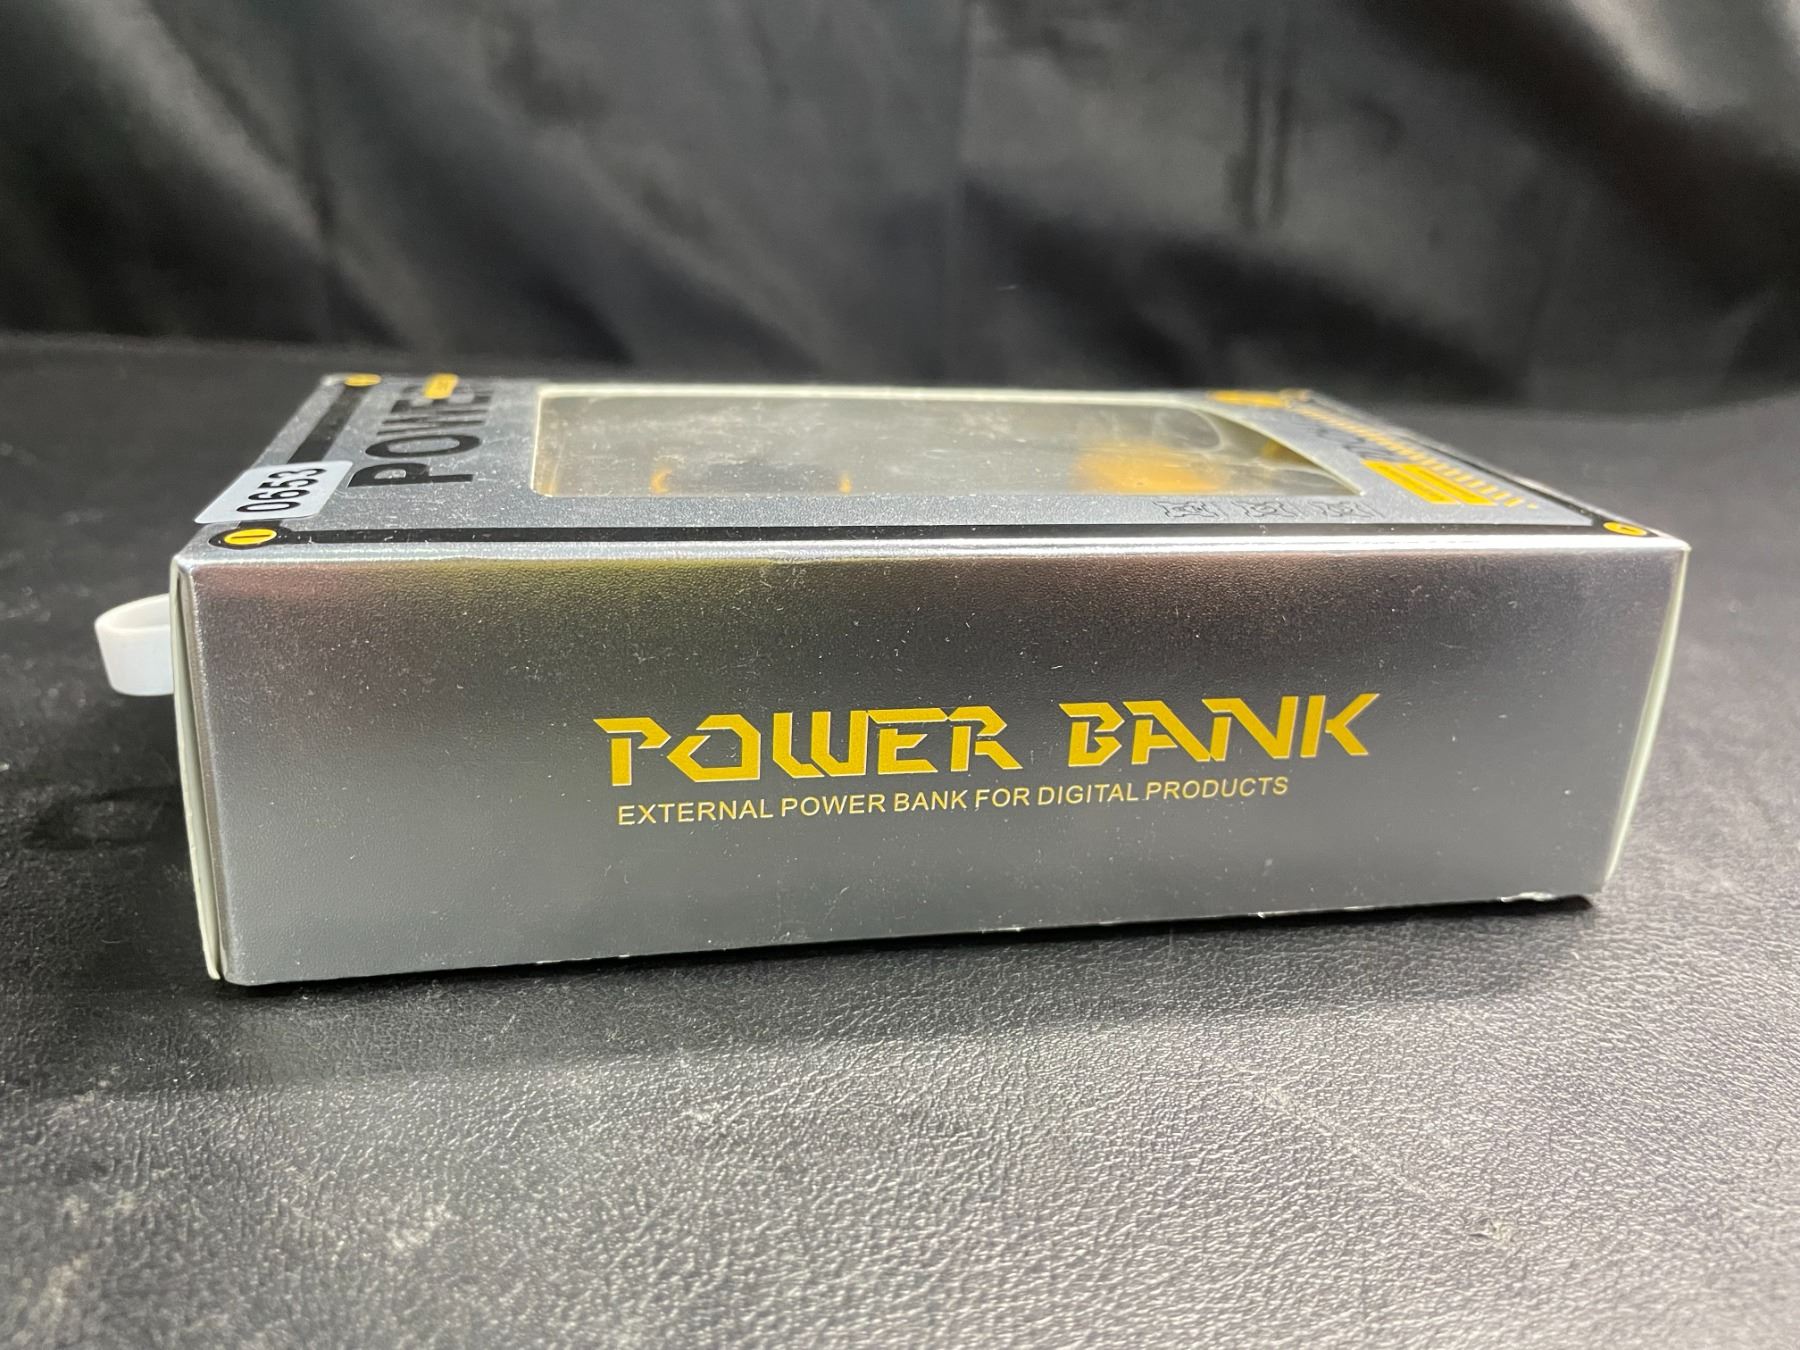 POWER
0653
POWER BANK
EXTERNAL POWER BANK FOR DIGITAL PRODUCTS